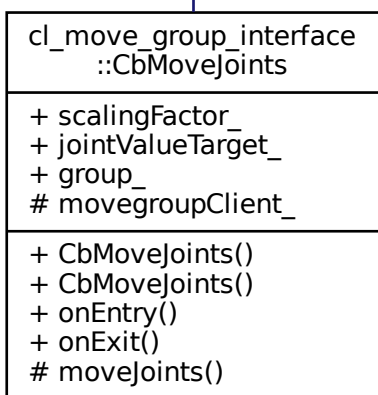 cl_move_group_interface
::CbMoveJoints
+ scalingFactor_
+ jointValueTarget_
+ group_
# movegroupClient_
+ CbMoveJoints()
+ CbMoveJoints()
+ onEntry()
+ onExit()
# moveJoints()